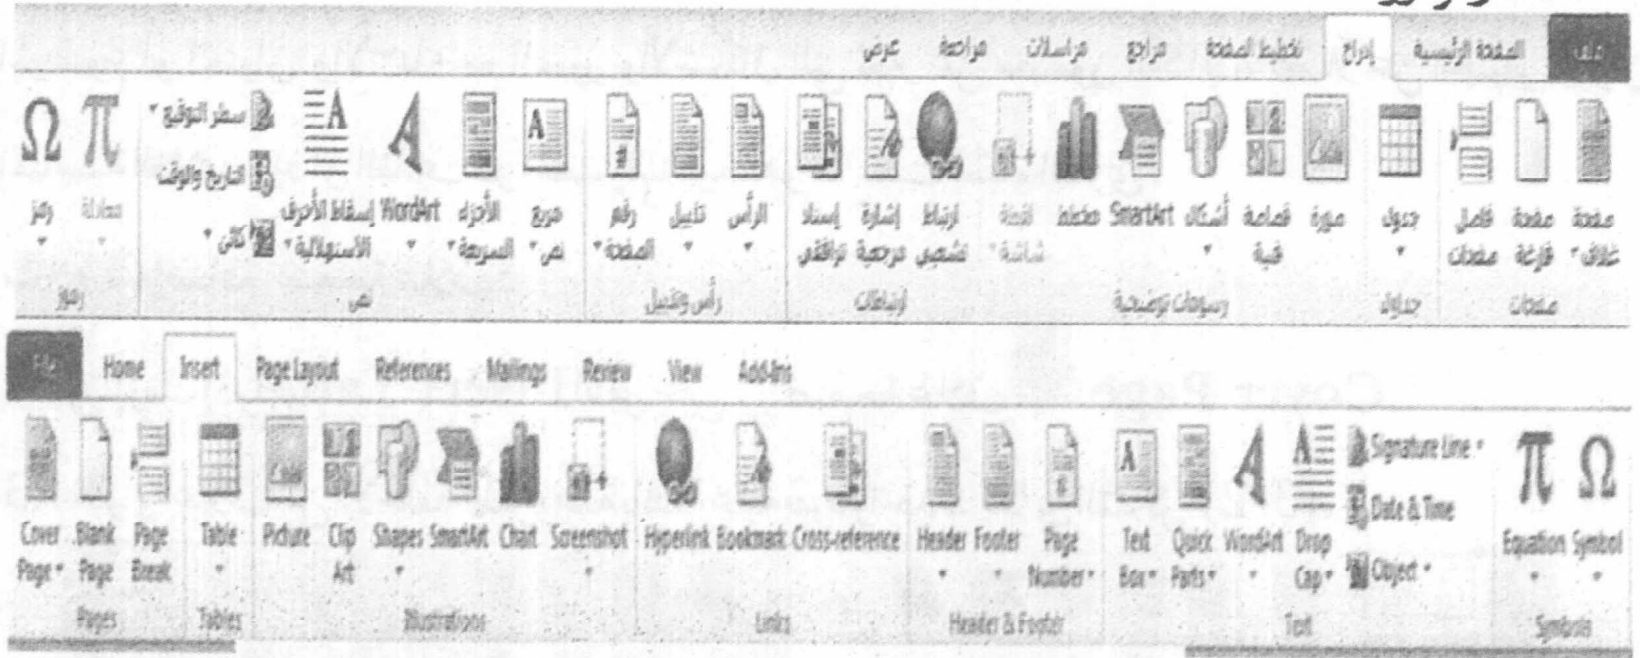 ملف الصفحة الرئيسية إدراج تخطيط الصفحة مراجع مراسلات مراجعة عرض
صفحة غلاف صفحة فارغة فاصل صفحات
جدول
صورة قصاصة فنية أشكال SmartArt مخطط لقطة شاشة
ارتباط تشعبي إشارة مرجعية إسناد ترافقي
الرأس تذييل رقم الصفحة
مربع نص الأجزاء السريعة WordArt إسقاط الأحرف الاستهلالية
سطر التوقيع
التاريخ والوقت
كائن
معادلة رمز
صفحات جداول رسومات توضيحية ارتباطات رأس وتذييل نص رموز
File Home Insert Page Layout References Mailings Review View Add-Ins
Cover Page Blank Page Page Break
Table
Picture Clip Art Shapes SmartArt Chart Screenshot
Hyperlink Bookmark Cross-reference
Header Footer Page Number
Text Box Quick Parts WordArt Drop Cap
Signature Line
Date & Time
Object
Equation Symbol
Pages Tables Illustrations Links Header & Footer Text Symbols